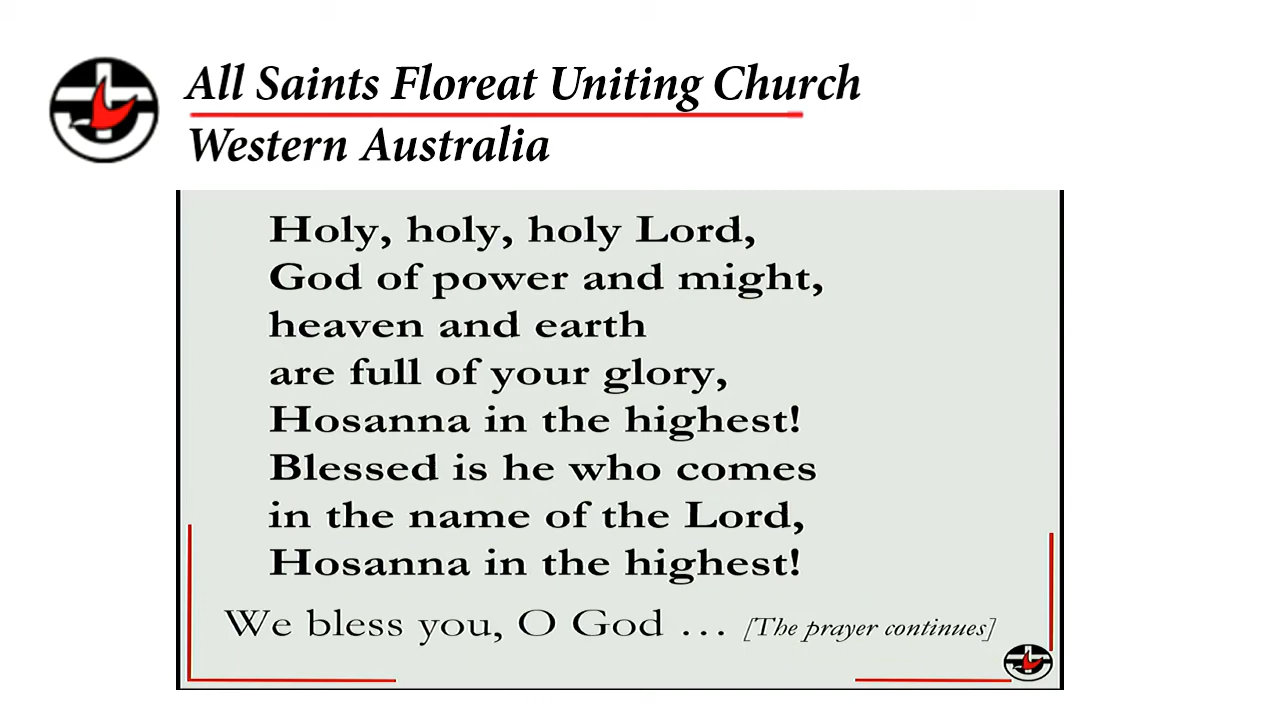 All Saints Floreat Uniting Church
Western Australia
Holy, holy, holy Lord,
God of power and might,
heaven and earth
are full of your glory,
Hosanna in the highest!
Blessed is he who comes
in the name of the Lord,
Hosanna in the highest!
We bless you, O God … [The prayer continues]